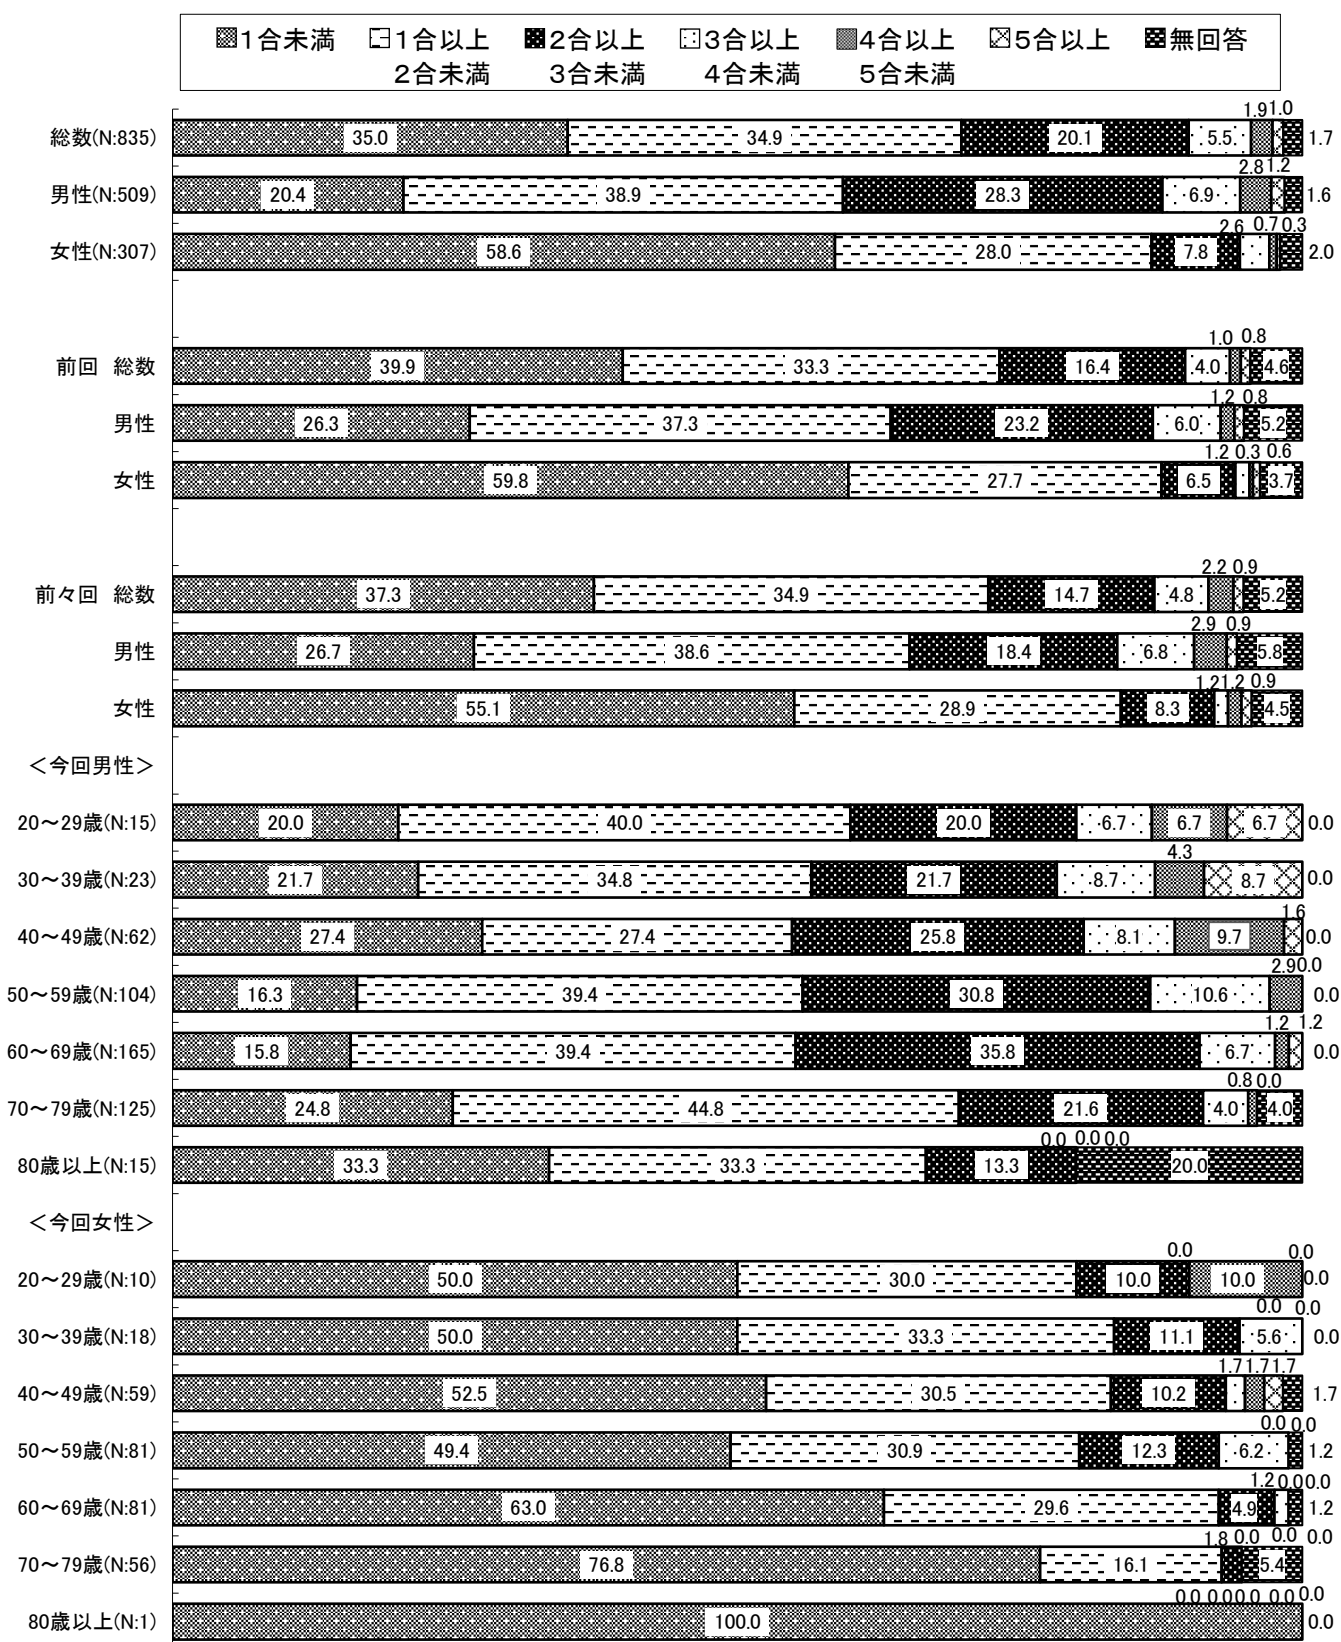 1合未満 1合以上 2合以上 3合以上 4合以上 5合以上 無回答
2合未満 3合未満 4合未満 5合未満
1.9 1.0
総数(N:835) 35.0 34.9 20.1 5.5 1.7
2.8 1.2
男性(N:509) 20.4 38.9 28.3 6.9 1.6
2.6 0.7 0.3
女性(N:307) 58.6 28.0 7.8 2.0
1.0 0.8
前回 総数 39.9 33.3 16.4 4.0 4.6
1.2 0.8
男性 26.3 37.3 23.2 6.0 5.2
1.2 0.3 0.6
女性 59.8 27.7 6.5 3.7
2.2 0.9
前々回 総数 37.3 34.9 14.7 4.8 5.2
2.9 0.9
男性 26.7 38.6 18.4 6.8 5.8
1.2 1.2 0.9
女性 55.1 28.9 8.3 4.5
＜今回男性＞
20～29歳(N:15) 20.0 40.0 20.0 6.7 6.7 6.7 0.0
4.3
30～39歳(N:23) 21.7 34.8 21.7 8.7 8.7 0.0
1.6
40～49歳(N:62) 27.4 27.4 25.8 8.1 9.7 0.0
2.9 0.0
50～59歳(N:104) 16.3 39.4 30.8 10.6 0.0
1.2 1.2
60～69歳(N:165) 15.8 39.4 35.8 6.7 0.0
0.8 0.0
70～79歳(N:125) 24.8 44.8 21.6 4.0 4.0
0.0 0.0 0.0
80歳以上(N:15) 33.3 33.3 13.3 20.0
＜今回女性＞
0.0 0.0
20～29歳(N:10) 50.0 30.0 10.0 10.0 0.0
0.0 0.0
30～39歳(N:18) 50.0 33.3 11.1 5.6 0.0
1.7 1.7 1.7
40～49歳(N:59) 52.5 30.5 10.2 1.7
0.0 0.0
50～59歳(N:81) 49.4 30.9 12.3 6.2 1.2
1.2 0.0 0.0
60～69歳(N:81) 63.0 29.6 4.9 1.2
1.8 0.0 0.0 0.0
70～79歳(N:56) 76.8 16.1 5.4
0.0 0.0 0.0 0.0 0.0
80歳以上(N:1) 100.0 0.0